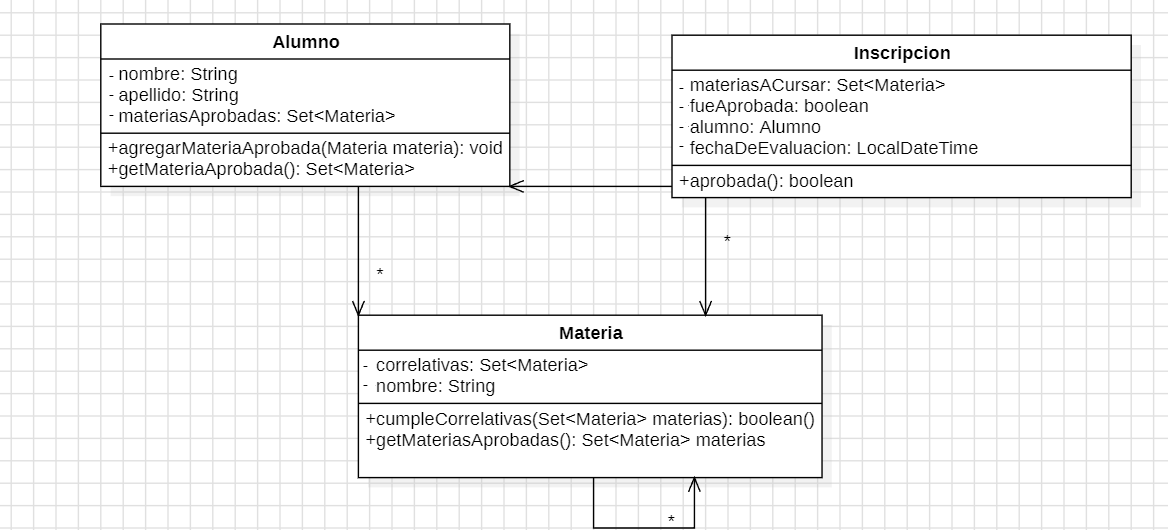 Alumno
- nombre: String
- apellido: String
- materiasAprobadas: Set<Materia>
+agregarMateriaAprobada(Materia materia): void
+getMateriaAprobada(): Set<Materia>
Inscripcion
- materiasACursar: Set<Materia>
- fueAprobada: boolean
- alumno: Alumno
- fechaDeEvaluacion: LocalDateTime
+aprobada(): boolean
*
*
Materia
- correlativas: Set<Materia>
- nombre: String
+cumpleCorrelativas(Set<Materia> materias): boolean()
+getMateriasAprobadas(): Set<Materia> materias
*